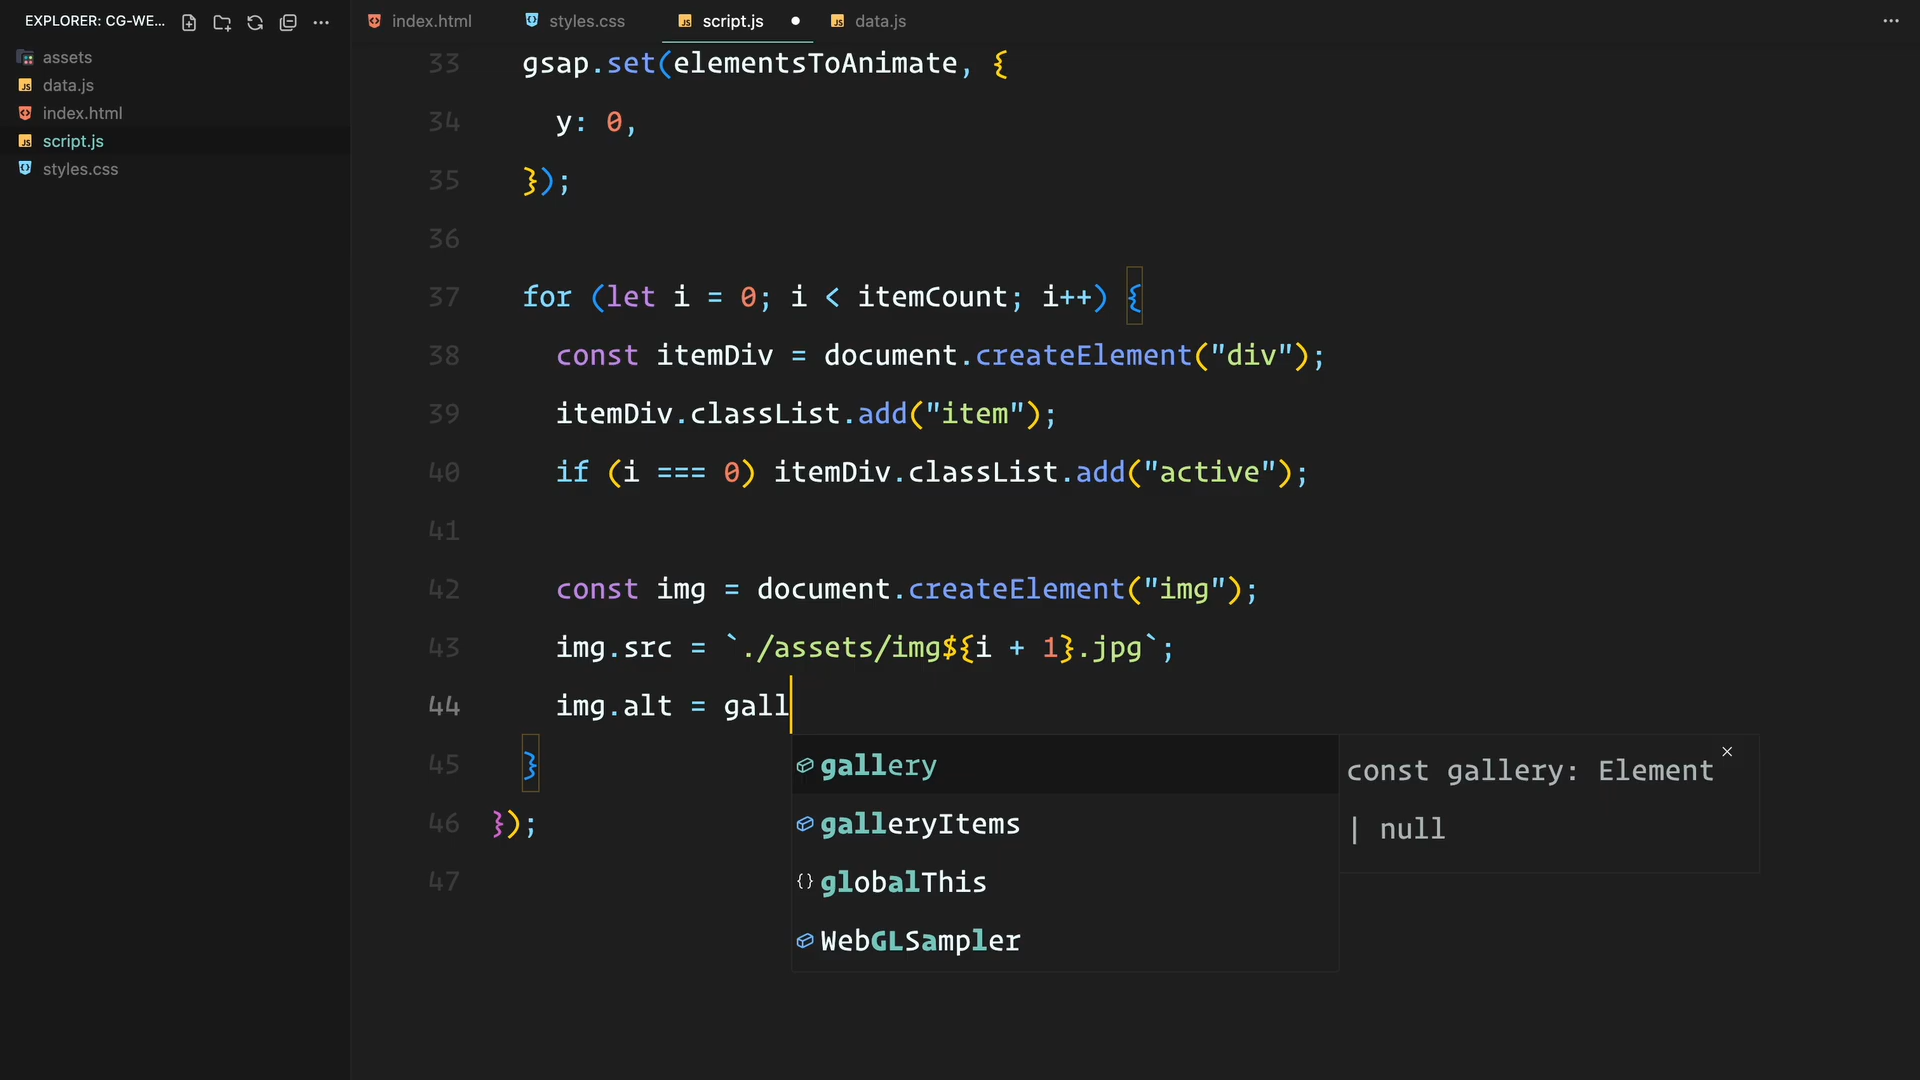 EXPLORER: CG-WE...
assets
data.js
index.html
script.js
styles.css
index.html
styles.css
script.js
data.js
33 gsap.set(elementsToAnimate, {
34 y: 0,
35 });
36
37 for (let i = 0; i < itemCount; i++) {
38 const itemDiv = document.createElement("div");
39 itemDiv.classList.add("item");
40 if (i === 0) itemDiv.classList.add("active");
41
42 const img = document.createElement("img");
43 img.src = `./assets/img${i + 1}.jpg`;
44 img.alt = gall
45 }
46 });
47
gallery
galleryItems
globalThis
WebGLSampler
const gallery: Element
| null